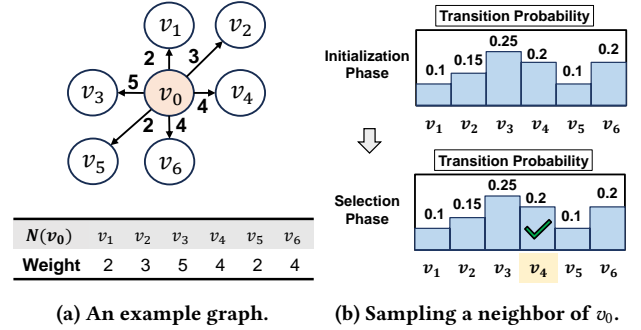 v1
v2
2
3
v3
5
v0
4
v4
2
4
v5
v6
N(v0) v1 v2 v3 v4 v5 v6
Weight 2 3 5 4 2 4
(a) An example graph.
Transition Probability
Initialization
Phase
0.1 0.15 0.25 0.2 0.1 0.2
v1 v2 v3 v4 v5 v6
Transition Probability
Selection
Phase
0.1 0.15 0.25 0.2 0.1 0.2
v1 v2 v3 v4 v5 v6
(b) Sampling a neighbor of v0.